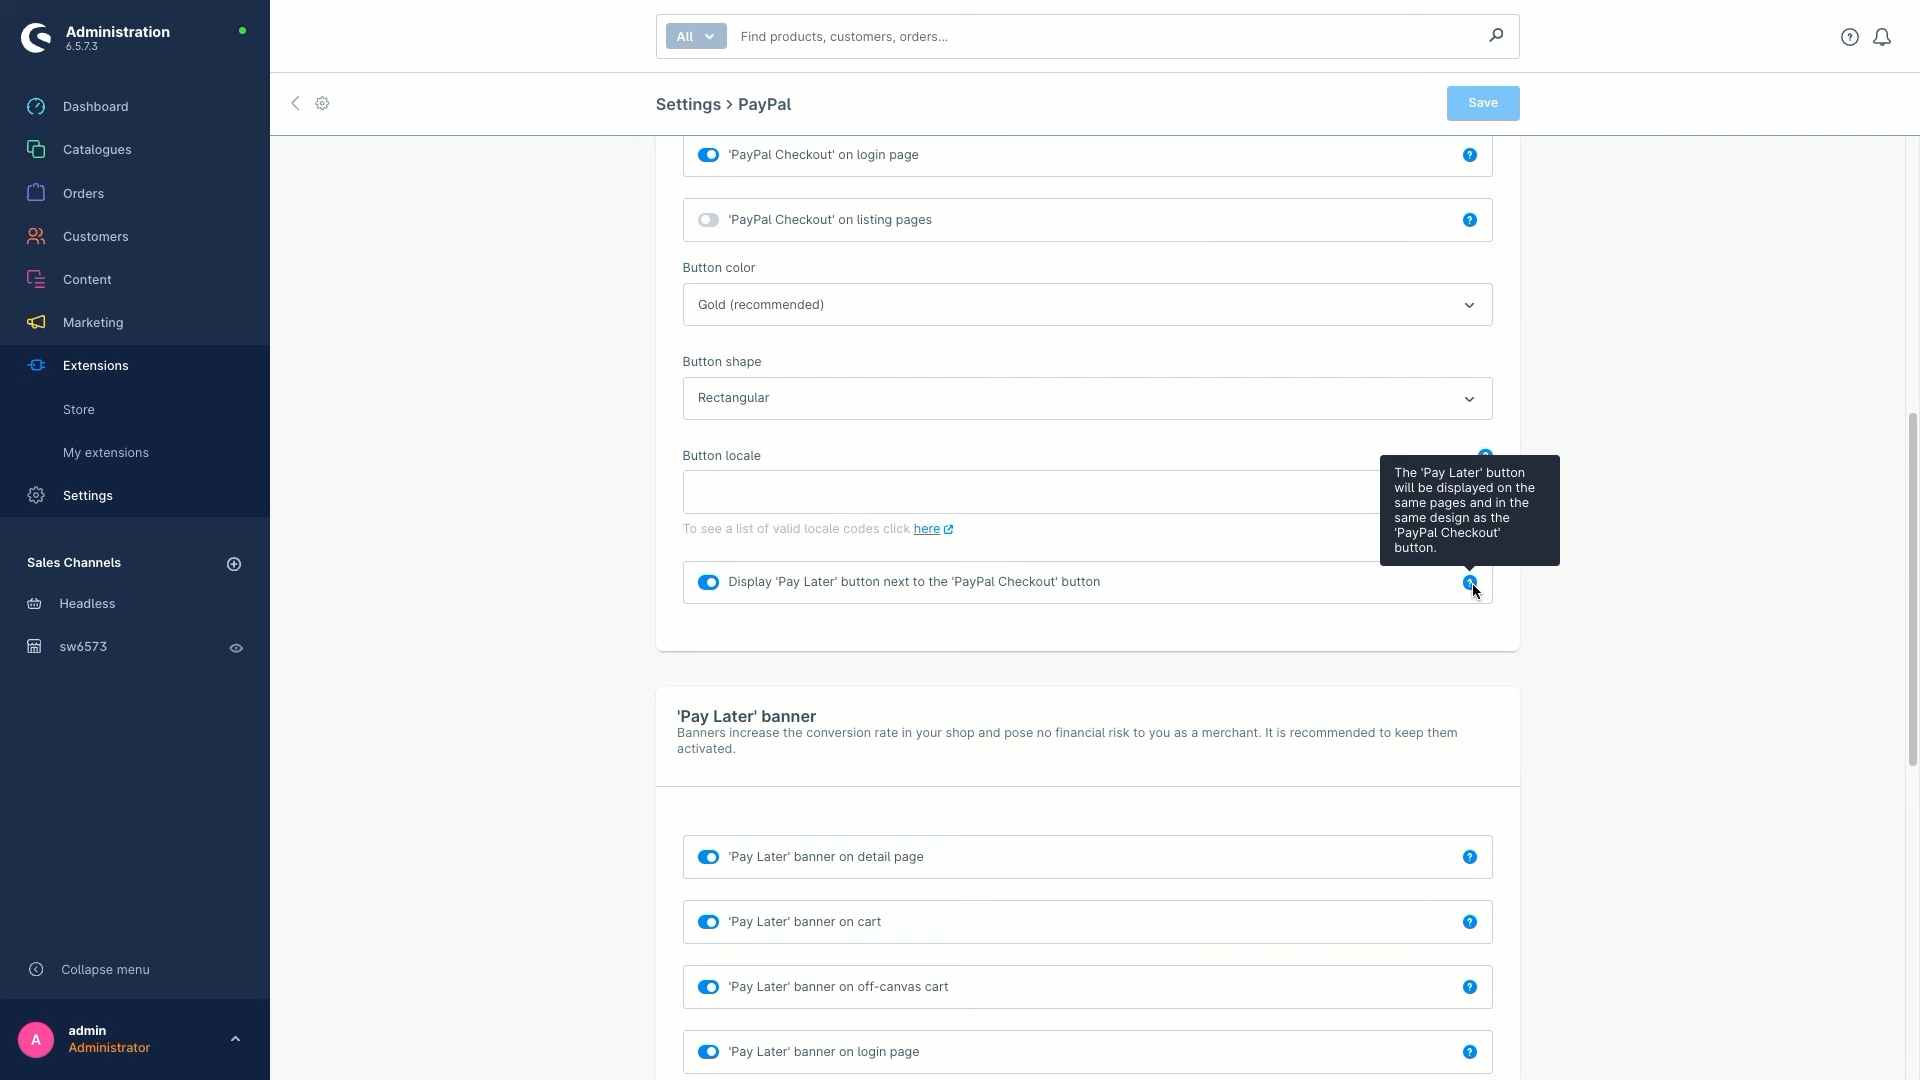 Administration
6.5.7.3
All
Find products, customers, orders...
Dashboard
Catalogues
Orders
Customers
Content
Marketing
Extensions
Store
My extensions
Settings
Sales Channels
Headless
sw6573
Collapse menu
A
admin
Administrator
Settings > PayPal
Save
'PayPal Checkout' on login page
'PayPal Checkout' on listing pages
Button color
Gold (recommended)
Button shape
Rectangular
Button locale
To see a list of valid locale codes click here
The 'Pay Later' button
will be displayed on the
same pages and in the
same design as the
'PayPal Checkout'
button.
Display 'Pay Later' button next to the 'PayPal Checkout' button
'Pay Later' banner
Banners increase the conversion rate in your shop and pose no financial risk to you as a merchant. It is recommended to keep them
activated.
'Pay Later' banner on detail page
'Pay Later' banner on cart
'Pay Later' banner on off-canvas cart
'Pay Later' banner on login page